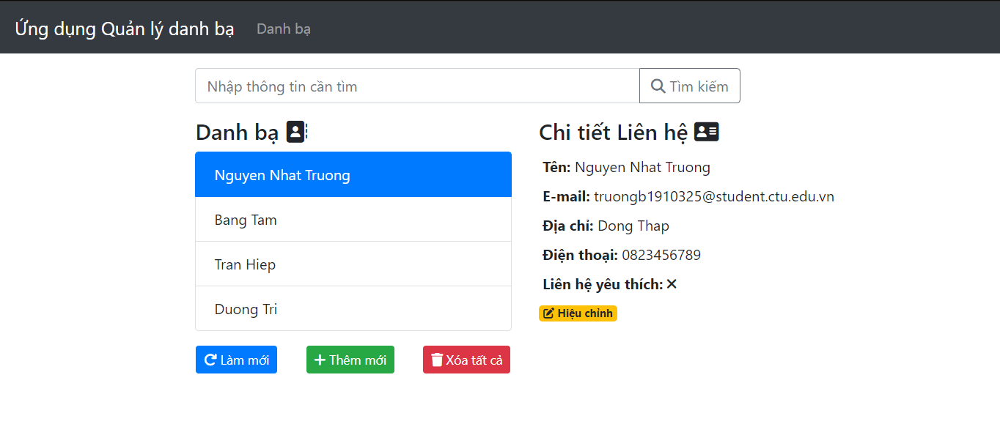 Ứng dụng Quản lý danh bạ Danh bạ
Nhập thông tin cần tìm Tìm kiếm
Danh bạ
Nguyen Nhat Truong
Bang Tam
Tran Hiep
Duong Tri
Làm mới Thêm mới Xóa tất cả
Chi tiết Liên hệ
Tên: Nguyen Nhat Truong
E-mail: truongb1910325@student.ctu.edu.vn
Địa chỉ: Dong Thap
Điện thoại: 0823456789
Liên hệ yêu thích:
Hiệu chỉnh